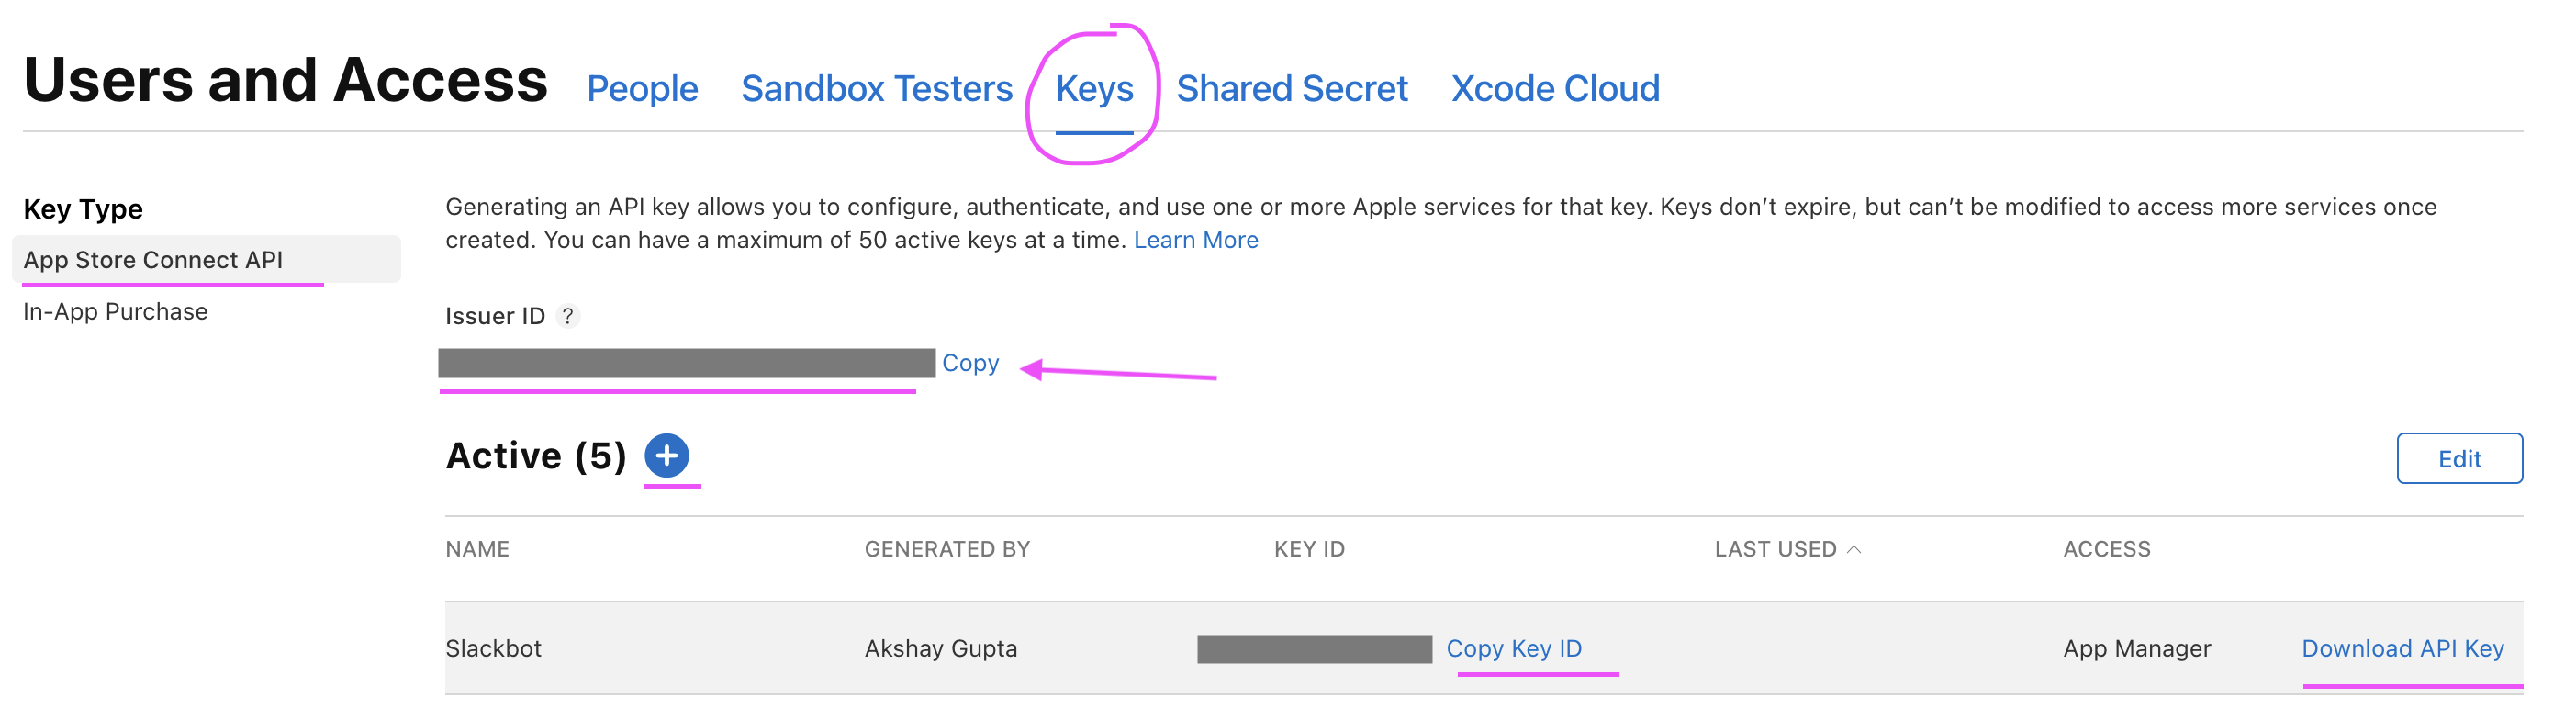 Users and Access People Sandbox Testers Keys Shared Secret Xcode Cloud
Key Type
App Store Connect API
In-App Purchase
Generating an API key allows you to configure, authenticate, and use one or more Apple services for that key. Keys don’t expire, but can’t be modified to access more services once
created. You can have a maximum of 50 active keys at a time. Learn More
Issuer ID ?
Copy
Active (5) +
Edit
NAME GENERATED BY KEY ID LAST USED ACCESS
Slackbot Akshay Gupta Copy Key ID App Manager Download API Key